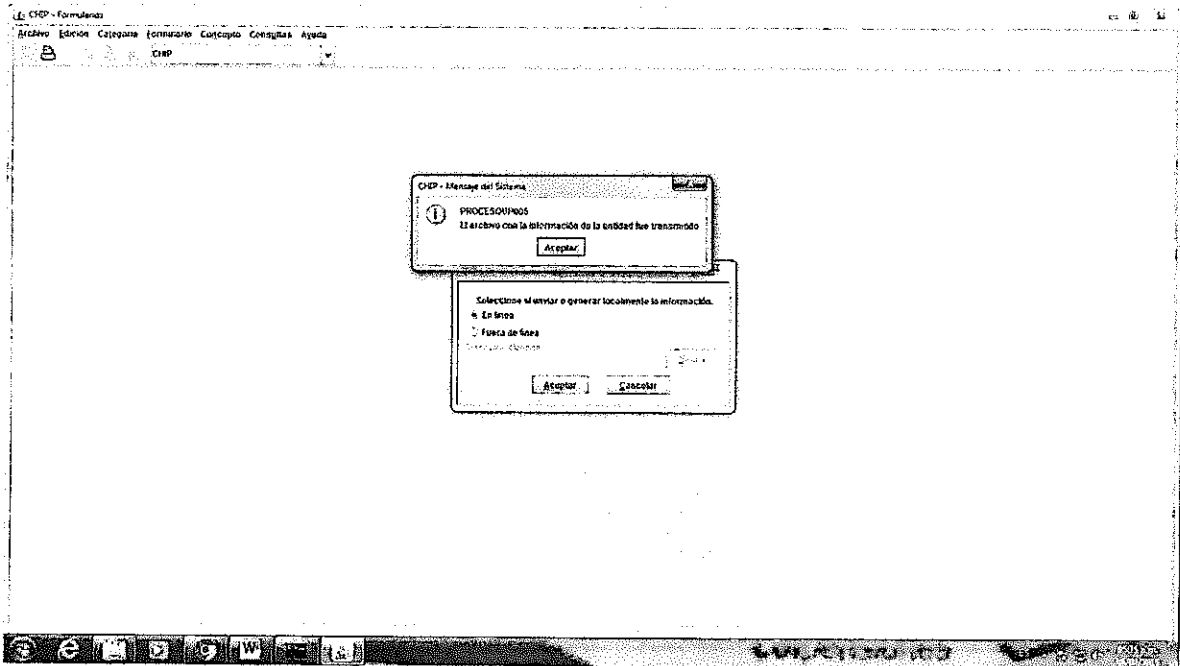 CHIP - Formularios
Archivo Edición Categoría Formulario Concepto Consultas Ayuda
CHIP
CHIP - Mensaje del Sistema
PROCESOUP005
El archivo con la información de la entidad fue transmitido
Aceptar
Seleccione si enviar o generar localmente la información.
En línea
Fuera de línea
Aceptar Cancelar